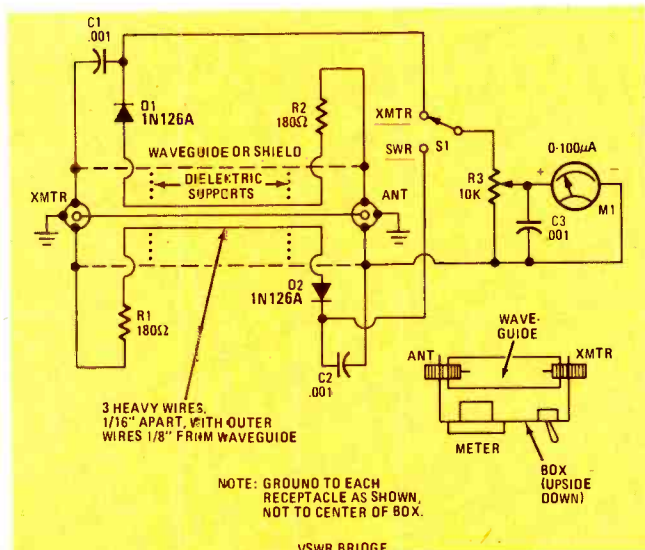 C1
.001
D1
1N126A
R2
180Ω
WAVEGUIDE OR SHIELD
DIELECTRIC
SUPPORTS
XMTR
ANT
XMTR
SWR
S1
R3
10K
0-100μA
+
-
M1
C3
.001
D2
1N126A
R1
180Ω
C2
.001
3 HEAVY WIRES,
1/16" APART, WITH OUTER
WIRES 1/8" FROM WAVEGUIDE
WAVE-
GUIDE
ANT
XMTR
METER
BOX
(UPSIDE
DOWN)
NOTE: GROUND TO EACH
RECEPTACLE AS SHOWN,
NOT TO CENTER OF BOX.
VSWR BRIDGE